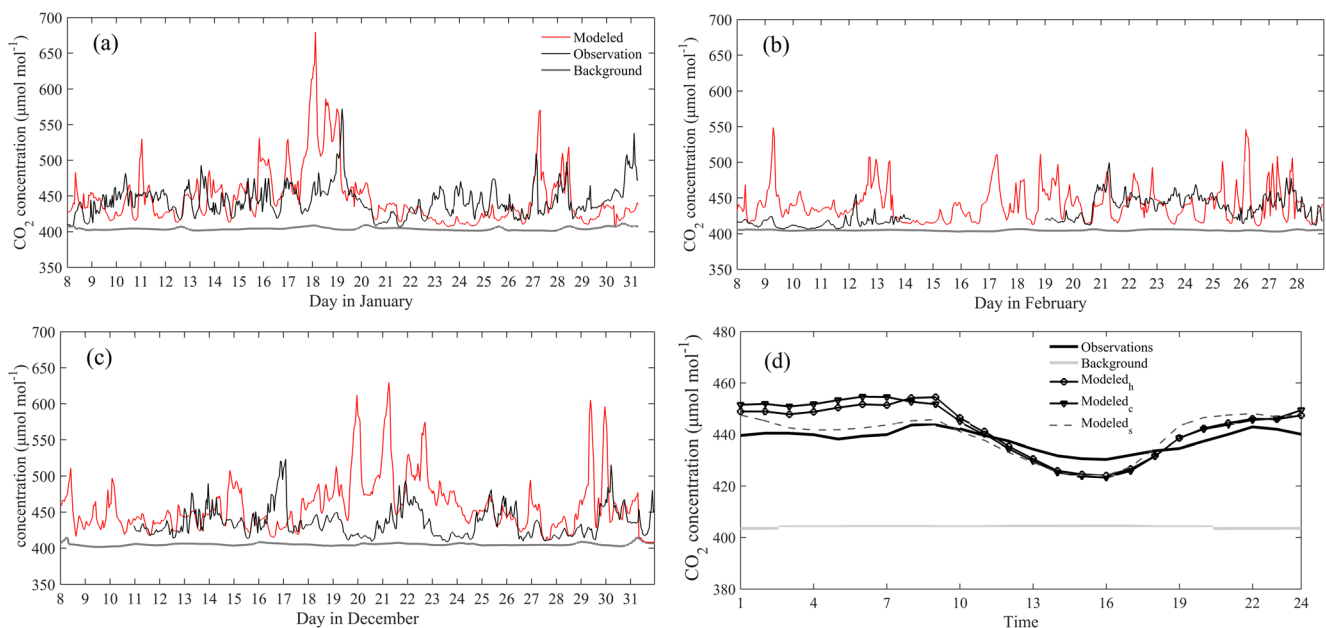 (a)
CO2 concentration (μmol mol−1)
700
650
600
550
500
450
400
350
Modeled
Observation
Background
8 9 10 11 12 13 14 15 16 17 18 19 20 21 22 23 24 25 26 27 28 29 30 31
Day in January
(b)
CO2 concentration (μmol mol−1)
700
650
600
550
500
450
400
350
8 9 10 11 12 13 14 15 16 17 18 19 20 21 22 23 24 25 26 27 28
Day in February
(c)
concentration (μmol mol−1)
700
650
600
550
500
450
400
350
8 9 10 11 12 13 14 15 16 17 18 19 20 21 22 23 24 25 26 27 28 29 30 31
Day in December
(d)
CO2 concentration (μmol mol−1)
480
460
440
420
400
380
Observations
Background
Modeledh
Modeledc
Modeleds
1 4 7 10 13 16 19 22 24
Time